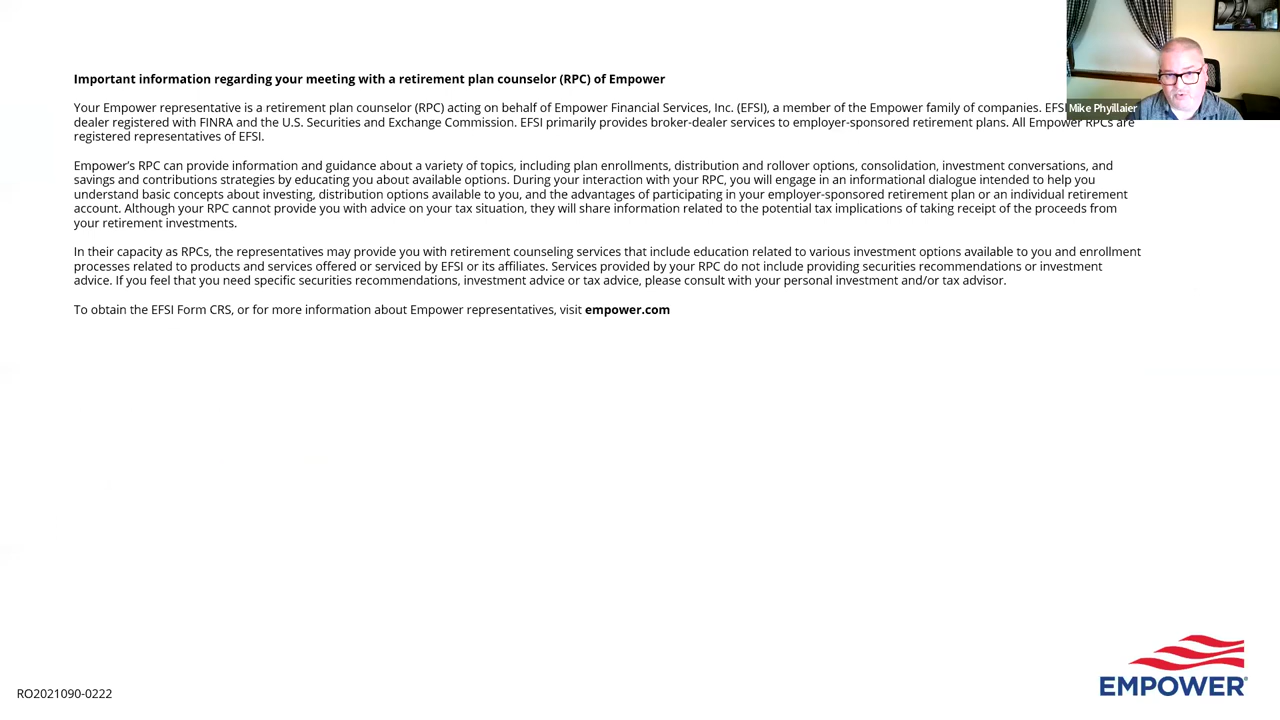 Important information regarding your meeting with a retirement plan counselor (RPC) of Empower
Your Empower representative is a retirement plan counselor (RPC) acting on behalf of Empower Financial Services, Inc. (EFSI), a member of the Empower family of companies. EFSI
Mike Phyillaier
dealer registered with FINRA and the U.S. Securities and Exchange Commission. EFSI primarily provides broker-dealer services to employer-sponsored retirement plans. All Empower RPCs are
registered representatives of EFSI.
Empower's RPC can provide information and guidance about a variety of topics, including plan enrollments, distribution and rollover options, consolidation, investment conversations, and
savings and contributions strategies by educating you about available options. During your interaction with your RPC, you will engage in an informational dialogue intended to help you
understand basic concepts about investing, distribution options available to you, and the advantages of participating in your employer-sponsored retirement plan or an individual retirement
account. Although your RPC cannot provide you with advice on your tax situation, they will share information related to the potential tax implications of taking receipt of the proceeds from
your retirement investments.
In their capacity as RPCs, the representatives may provide you with retirement counseling services that include education related to various investment options available to you and enrollment
processes related to products and services offered or serviced by EFSI or its affiliates. Services provided by your RPC do not include providing securities recommendations or investment
advice. If you feel that you need specific securities recommendations, investment advice or tax advice, please consult with your personal investment and/or tax advisor.
To obtain the EFSI Form CRS, or for more information about Empower representatives, visit empower.com
EMPOWER®
RO2021090-0222